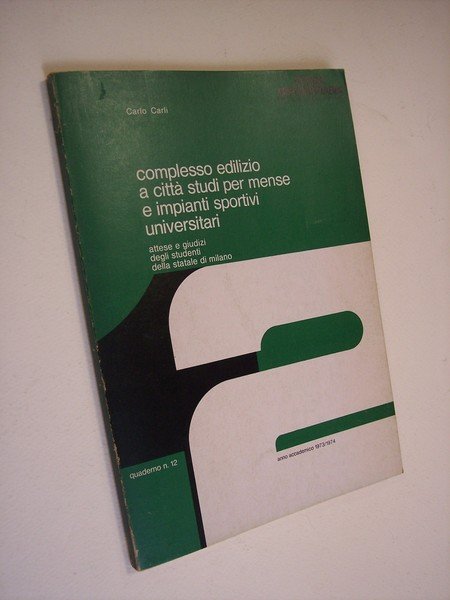 Carlo Carli
complesso edilizio
a città studi per mense
e impianti sportivi
universitari
attese e giudizi
degli studenti
della statale di milano
quaderno n. 12
anno accademico 1973/1974